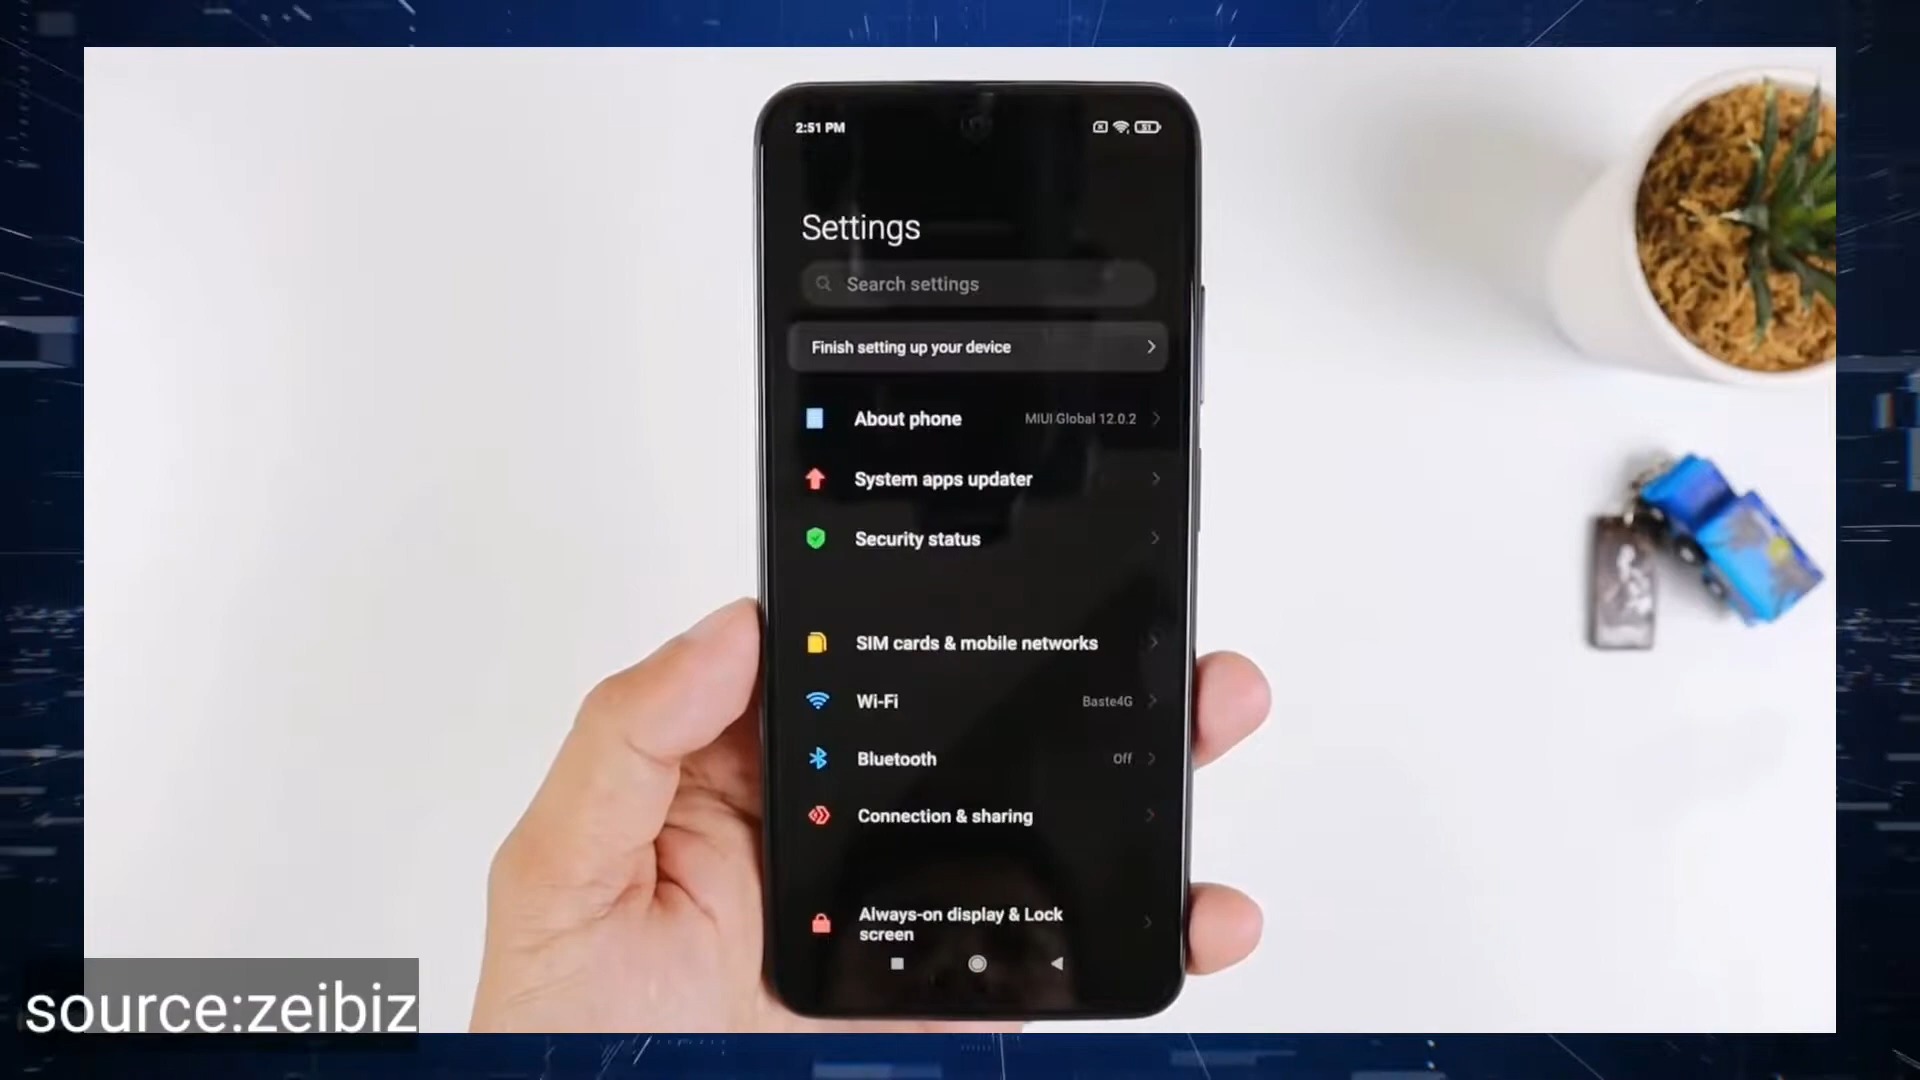 2:51 PM
51
Settings
Search settings
Finish setting up your device
About phone MIUI Global 12.0.2
System apps updater
Security status
SIM cards & mobile networks
Wi-Fi Baste4G
Bluetooth Off
Connection & sharing
Always-on display & Lock
screen
source:zeibiz